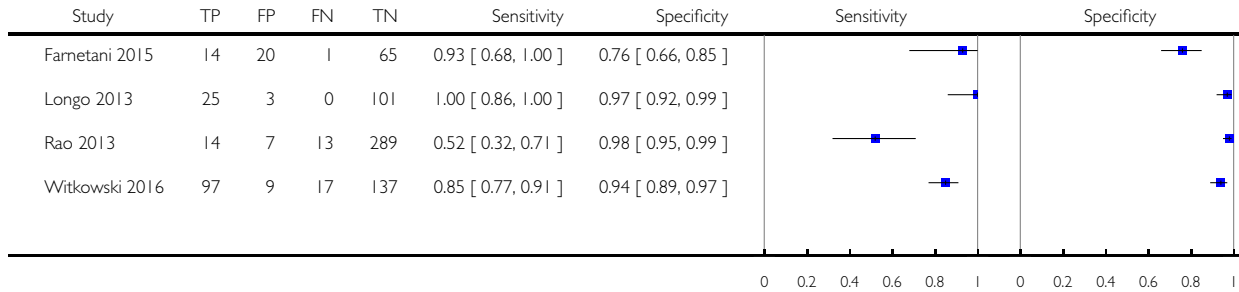 Study TP FP FN TN Sensitivity Specificity Sensitivity Specificity
Farnetani 2015 14 20 1 65 0.93 [ 0.68, 1.00 ] 0.76 [ 0.66, 0.85 ]
Longo 2013 25 3 0 101 1.00 [ 0.86, 1.00 ] 0.97 [ 0.92, 0.99 ]
Rao 2013 14 7 13 289 0.52 [ 0.32, 0.71 ] 0.98 [ 0.95, 0.99 ]
Witkowski 2016 97 9 17 137 0.85 [ 0.77, 0.91 ] 0.94 [ 0.89, 0.97 ]
0 0.2 0.4 0.6 0.8 1 0 0.2 0.4 0.6 0.8 1